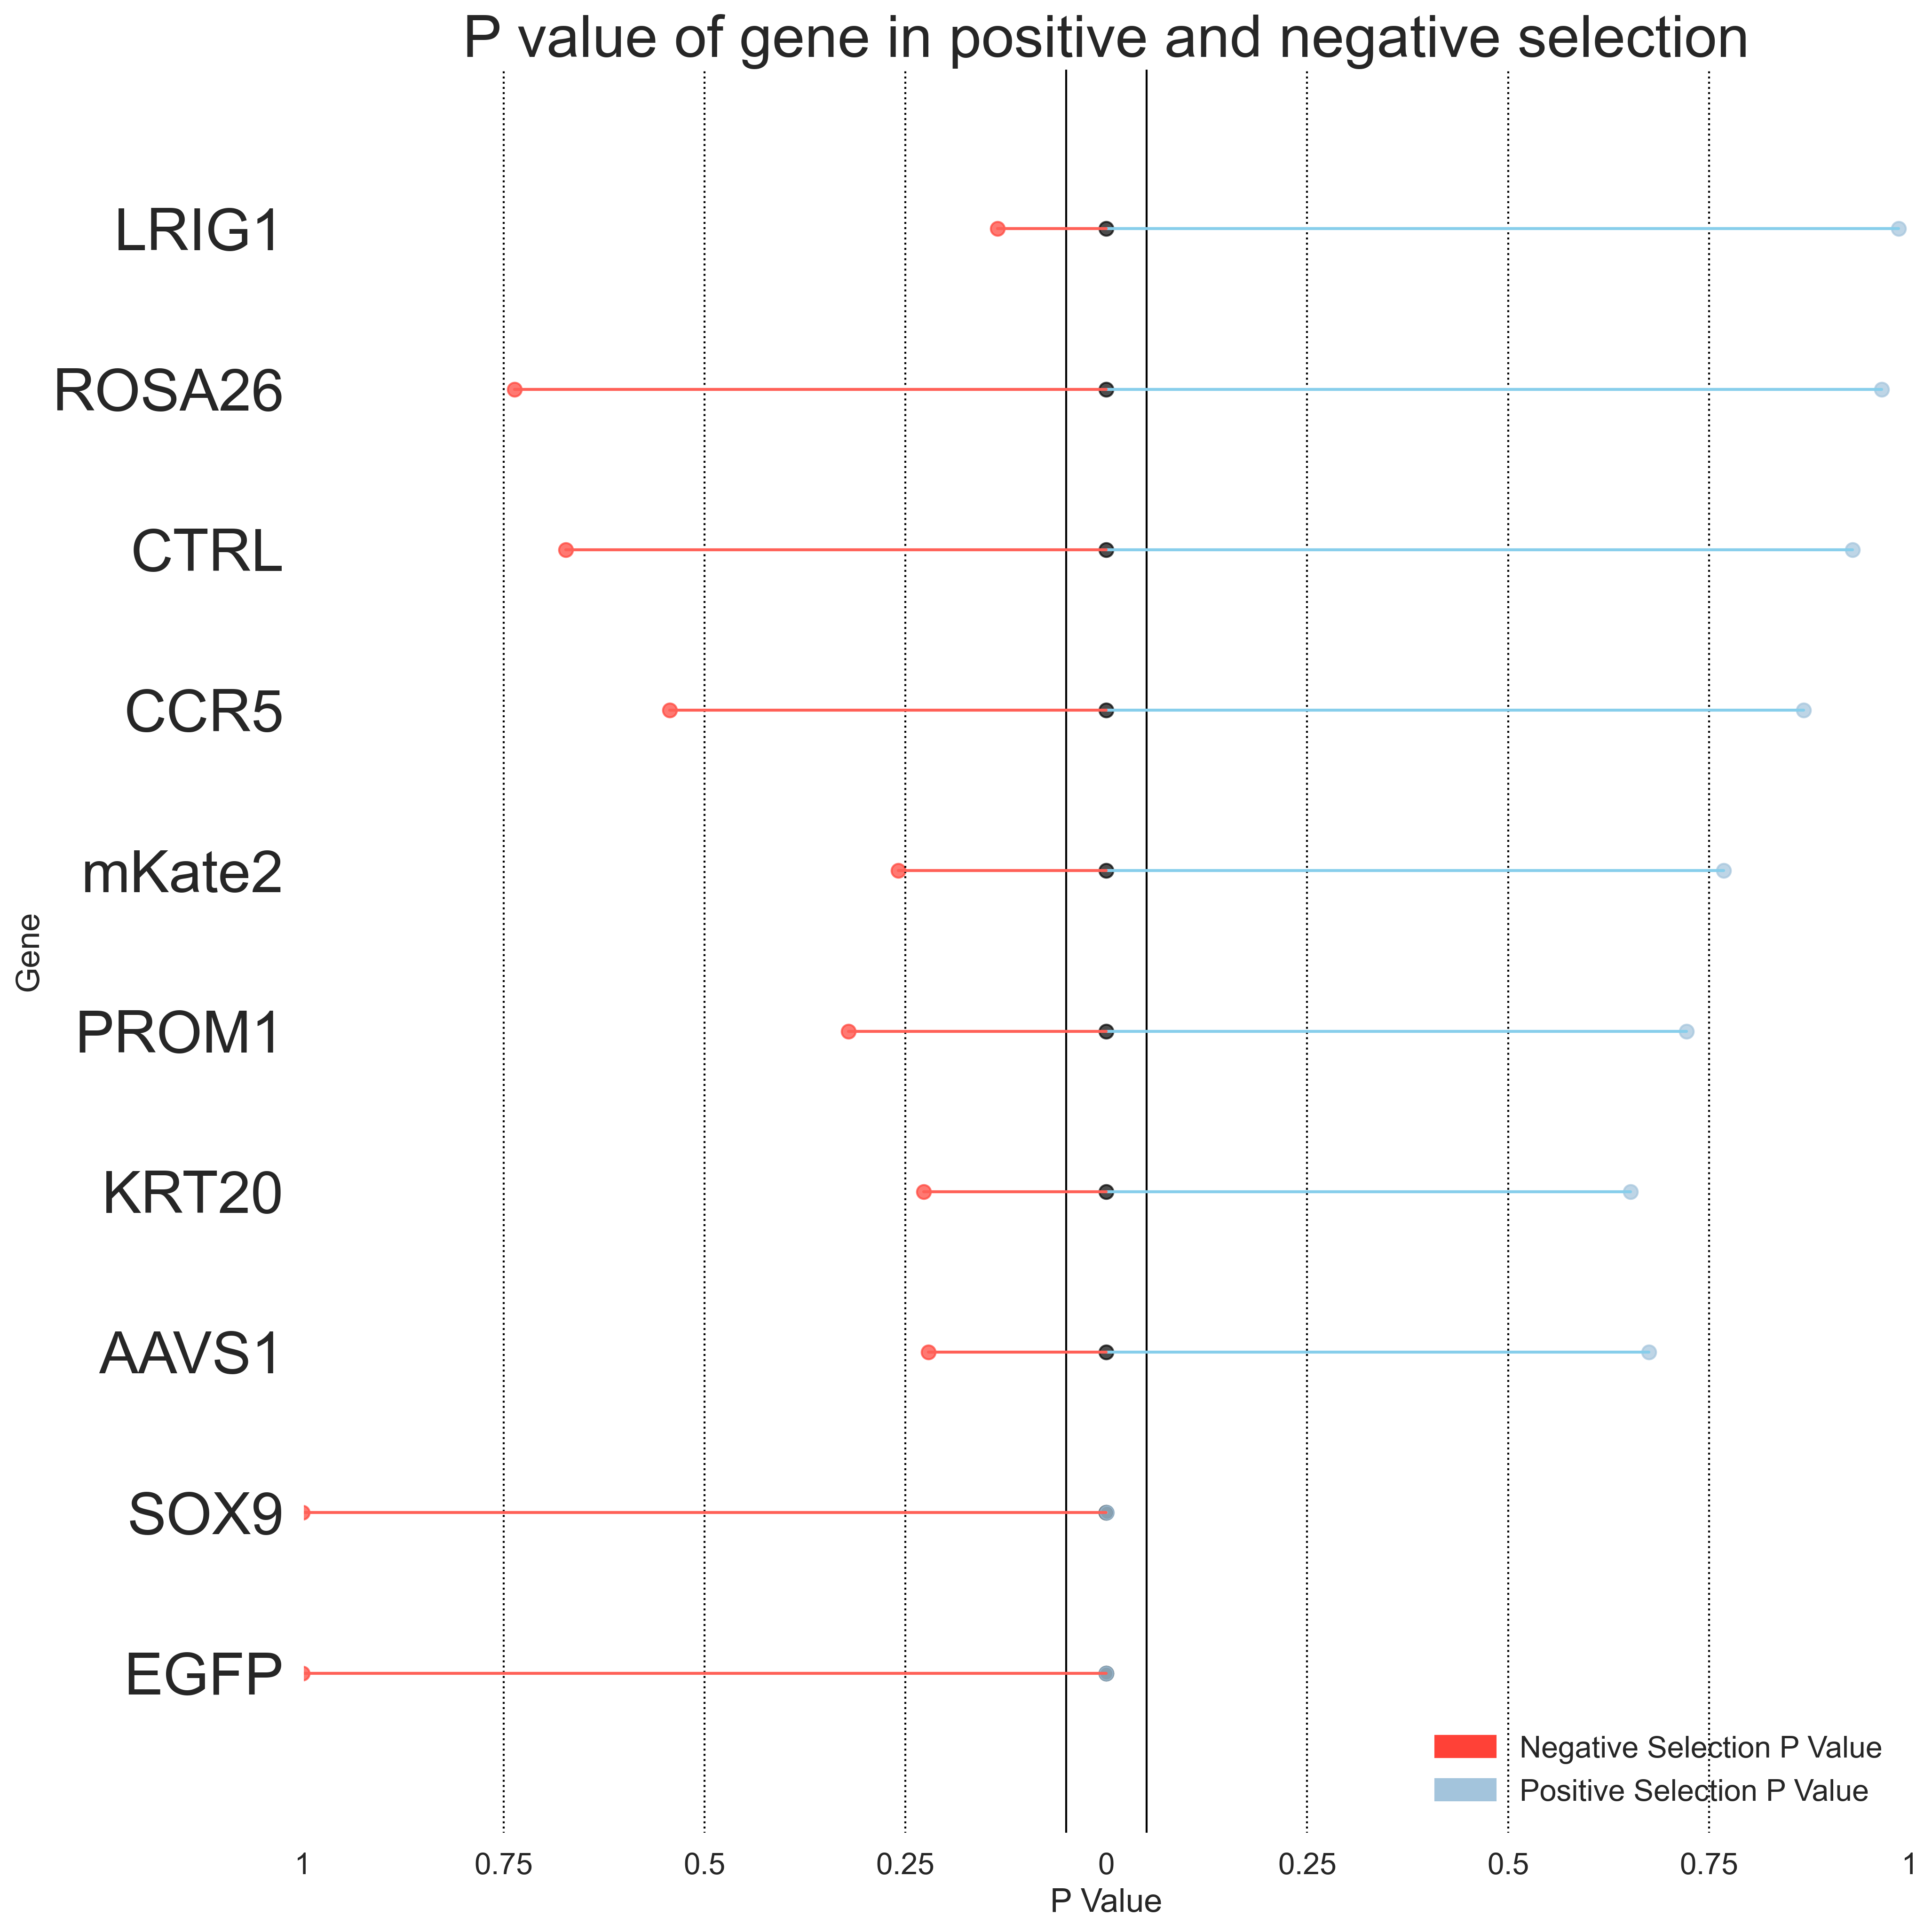 P value of gene in positive and negative selection
LRIG1
ROSA26
CTRL
CCR5
mKate2
PROM1
KRT20
AAVS1
SOX9
EGFP
Gene
Negative Selection P Value
Positive Selection P Value
1 0.75 0.5 0.25 0 0.25 0.5 0.75 1
P Value